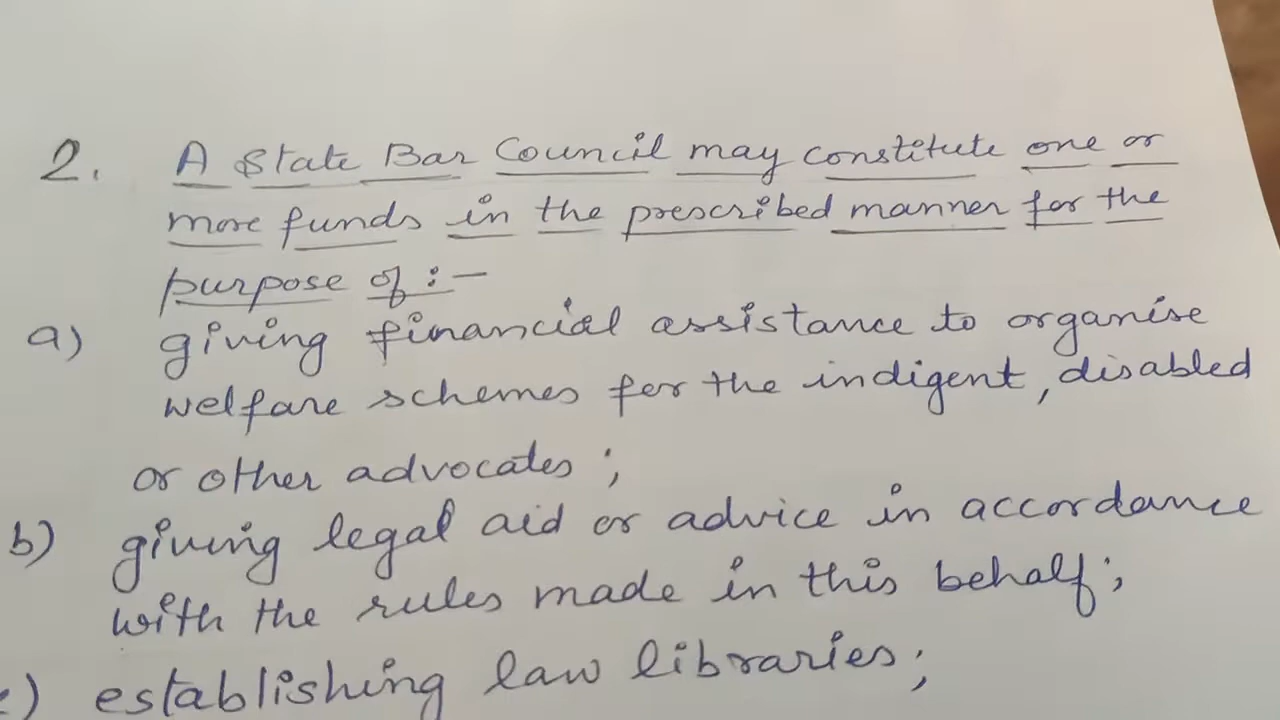 2. A State Bar Council may constitute one or
more funds in the prescribed manner for the
purpose of :-
a) giving financial assistance to organise
welfare schemes for the indigent, disabled
or other advocates ;
b) giving legal aid or advice in accordance
with the rules made in this behalf ;
c) establishing law libraries ;